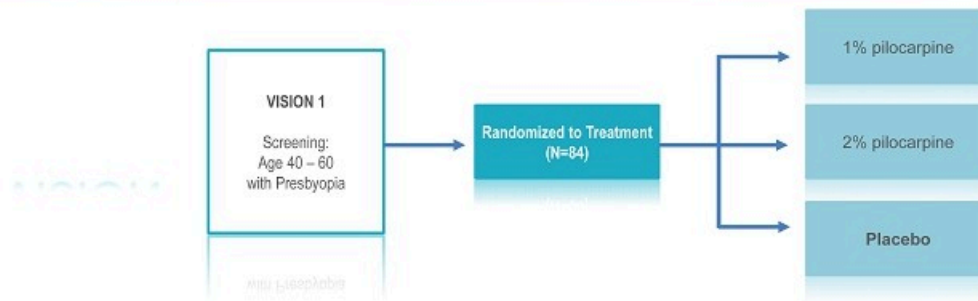 VISION 1
Screening:
Age 40 – 60
with Presbyopia
Randomized to Treatment
(N=84)
1% pilocarpine
2% pilocarpine
Placebo